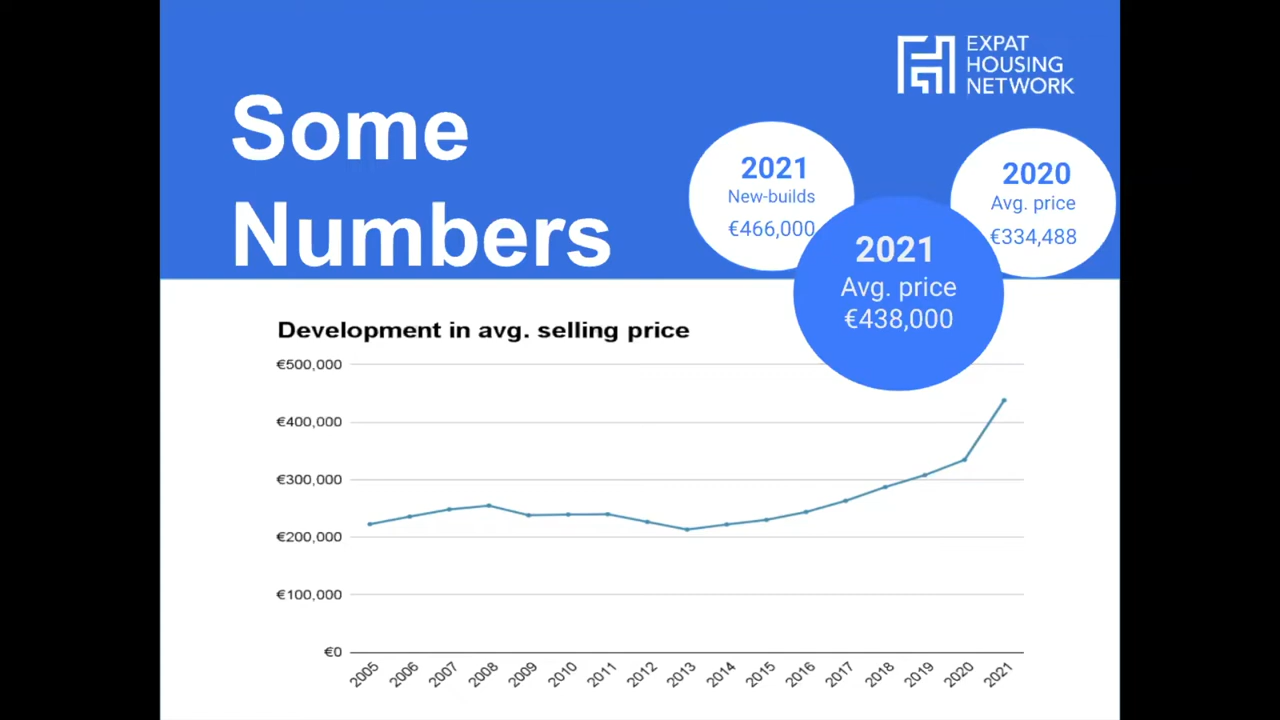 EXPAT
HOUSING
NETWORK
Some
Numbers
2021
New-builds
€466,000
2021
Avg. price
€438,000
2020
Avg. price
€334,488
Development in avg. selling price
€500,000
€400,000
€300,000
€200,000
€100,000
€0
2005 2006 2007 2008 2009 2010 2011 2012 2013 2014 2015 2016 2017 2018 2019 2020 2021